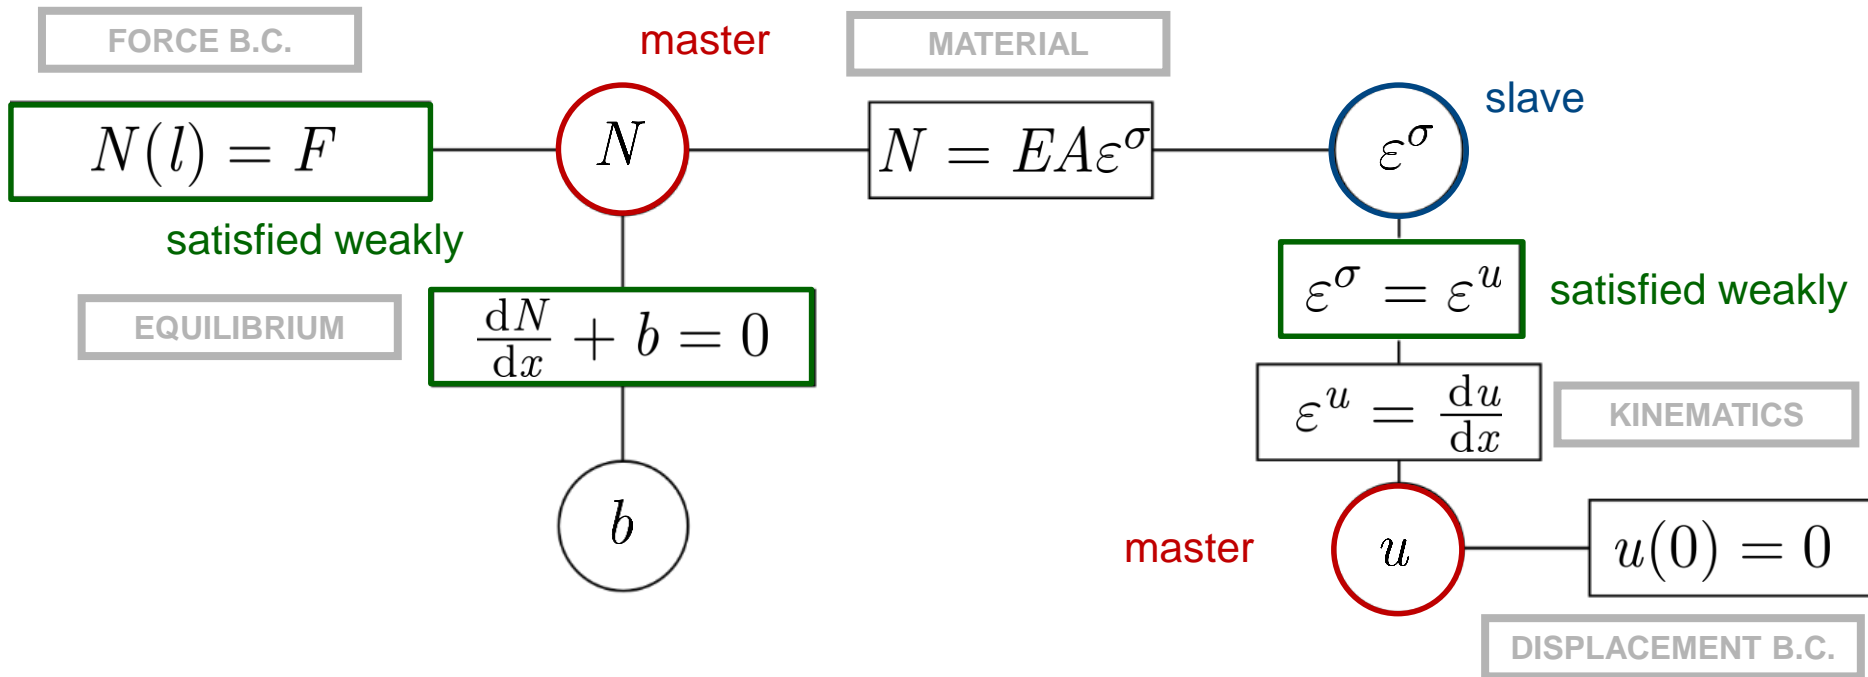 FORCE B.C.
master
MATERIAL
N(l) = F
N
N = EAε^σ
ε^σ
slave
satisfied weakly
EQUILIBRIUM
dN/dx + b = 0
ε^σ = ε^u
satisfied weakly
ε^u = du/dx
KINEMATICS
b
master
u
u(0) = 0
DISPLACEMENT B.C.